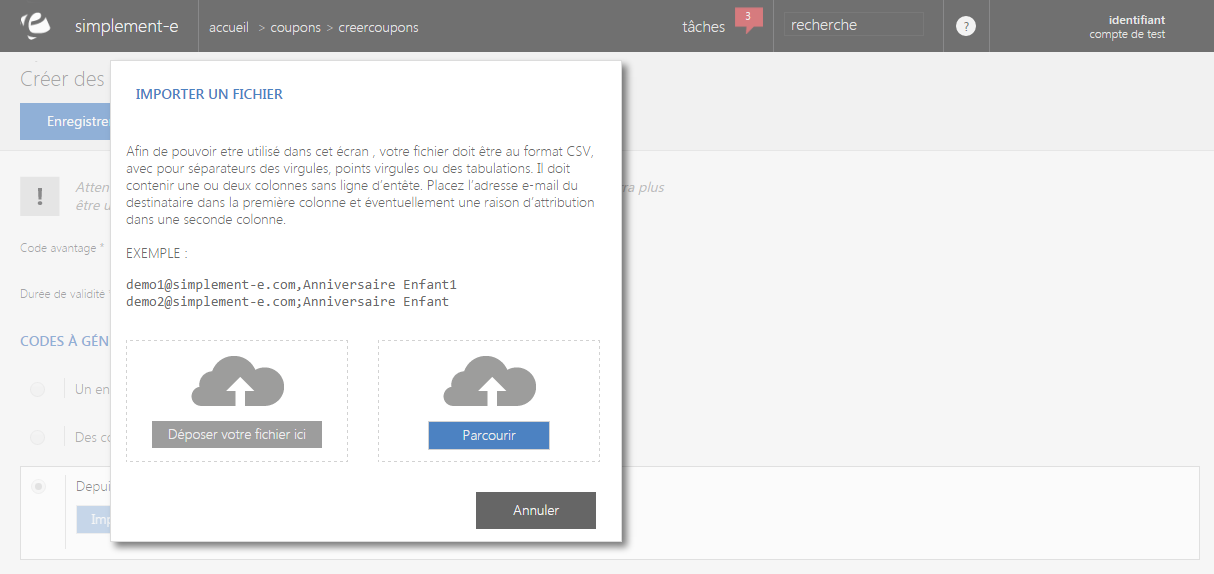 simplement-e
accueil > coupons > creercoupons
tâches
3
recherche
?
identifiant
compte de test
Créer des
IMPORTER UN FICHIER
Enregistrer
Afin de pouvoir etre utilisé dans cet écran , votre fichier doit être au format CSV,
avec pour séparateurs des virgules, points virgules ou des tabulations. Il doit
contenir une ou deux colonnes sans ligne d'entête. Placez l'adresse e-mail du
destinataire dans la première colonne et éventuellement une raison d'attribution
dans une seconde colonne.
!
plus
Code avantage *
EXEMPLE :
demo1@simplement-e.com,Anniversaire Enfant1
demo2@simplement-e.com;Anniversaire Enfant
Durée de validité
CODES À GÉN
Un en
Des co
Déposer votre fichier ici
Parcourir
Depui
Imp
Annuler